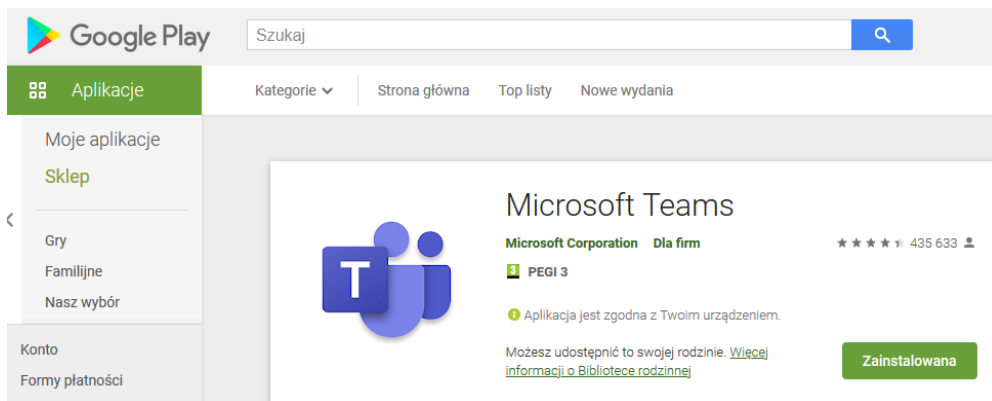 Google Play
Szukaj
Aplikacje
Kategorie
Strona główna
Top listy
Nowe wydania
Moje aplikacje
Sklep
Gry
Familijne
Nasz wybór
Konto
Formy płatności
T
Microsoft Teams
Microsoft Corporation Dla firm
435 633
3 PEGI 3
Aplikacja jest zgodna z Twoim urządzeniem.
Możesz udostępnić to swojej rodzinie. Więcej
informacji o Bibliotece rodzinnej
Zainstalowana